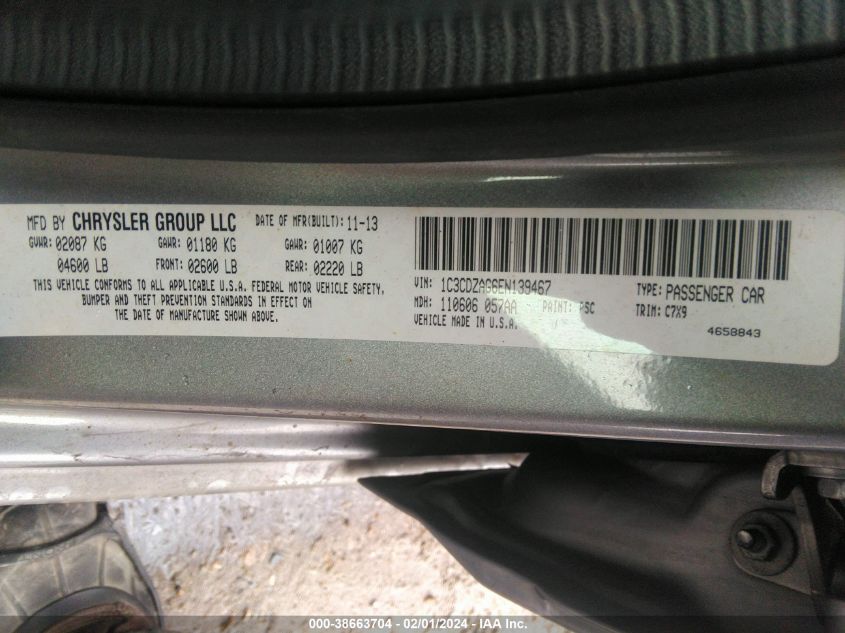 MFD BY CHRYSLER GROUP LLC DATE OF MFR(BUILT): 11-13
GVWR: 02087 KG GAWR: 01180 KG GAWR: 01007 KG
04600 LB FRONT: 02600 LB REAR: 02220 LB
THIS VEHICLE CONFORMS TO ALL APPLICABLE U.S.A. FEDERAL MOTOR VEHICLE SAFETY,
BUMPER AND THEFT PREVENTION STANDARDS IN EFFECT ON
THE DATE OF MANUFACTURE SHOWN ABOVE.
VIN: 1C3CDZAG6EN139467 TYPE: PASSENGER CAR
MDH: 110606 057AA PAINT: PSC TRIM: C7X9
VEHICLE MADE IN U.S.A.
4658843
000-38663704 — 02/01/2024 — IAA Inc.